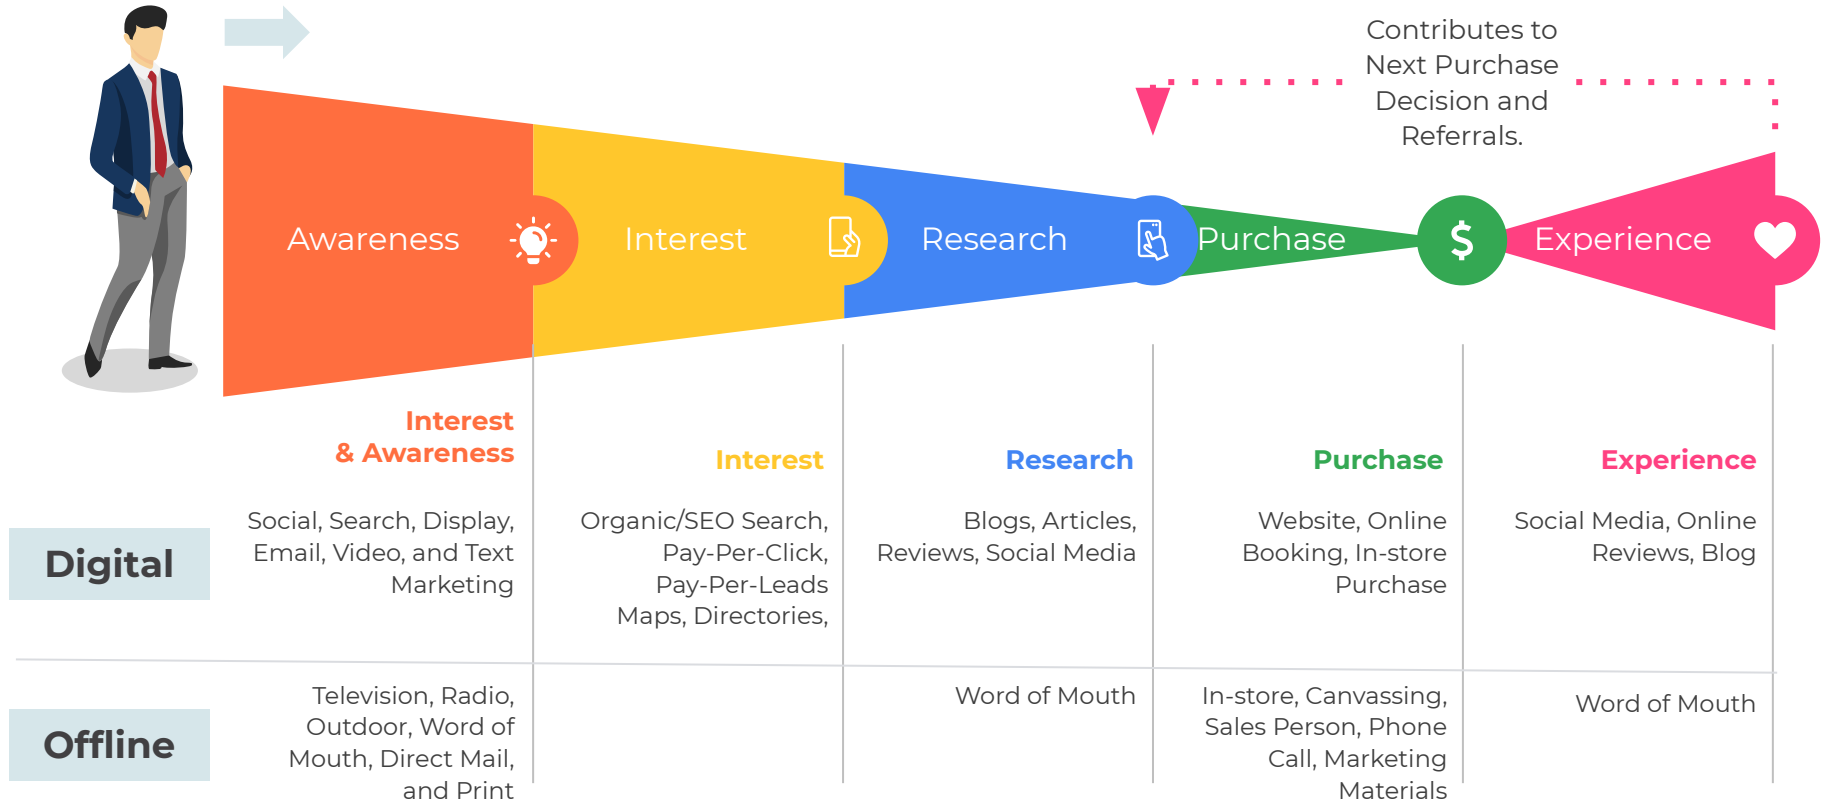 Contributes to
Next Purchase
Decision and
Referrals.
Awareness
Interest
Research
Purchase
$
Experience
Interest
& Awareness
Interest
Research
Purchase
Experience
Digital
Social, Search, Display,
Email, Video, and Text
Marketing
Organic/SEO Search,
Pay-Per-Click,
Pay-Per-Leads
Maps, Directories,
Blogs, Articles,
Reviews, Social Media
Website, Online
Booking, In-store
Purchase
Social Media, Online
Reviews, Blog
Offline
Television, Radio,
Outdoor, Word of
Mouth, Direct Mail,
and Print
Word of Mouth
In-store, Canvassing,
Sales Person, Phone
Call, Marketing
Materials
Word of Mouth